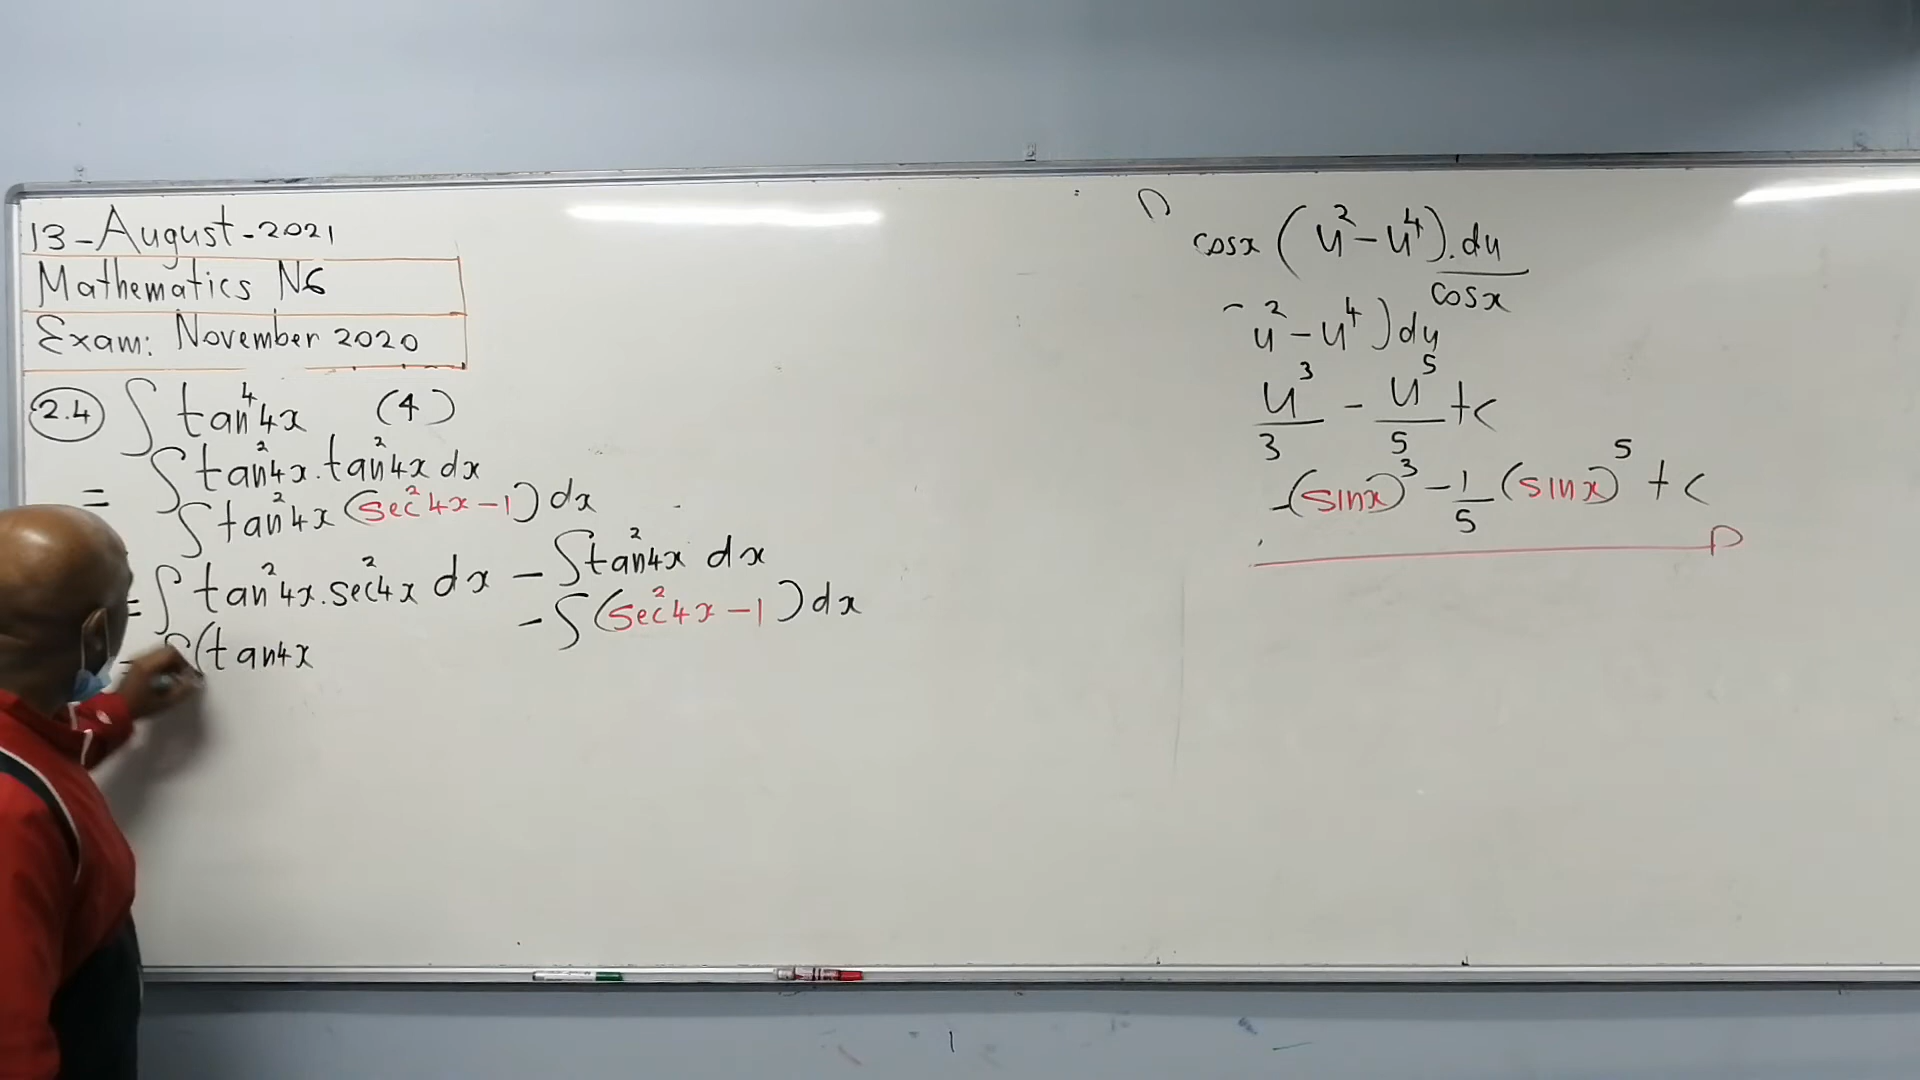 13-August-2021
Mathematics N6
Exam: November 2020
2.4 ∫ tan⁴4x (4)
= ∫ tan²4x.tan²4x dx
∫ tan²4x (sec²4x-1) dx
= ∫ tan²4x.sec²4x dx - ∫tan²4x dx
- ∫(sec²4x-1) dx
(tan4x
cosx (u²-u⁴).du/cosx
u²-u⁴)du
u³/3 - u⁵/5 +c
(sinx)³ - 1/5 (sinx)⁵ + c